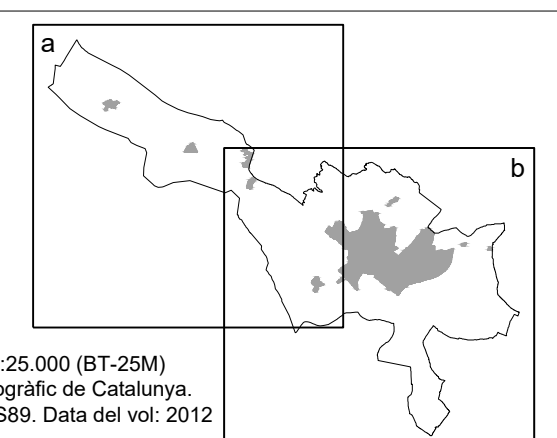 a
b
:25.000 (BT-25M)
ogràfic de Catalunya.
S89. Data del vol: 2012